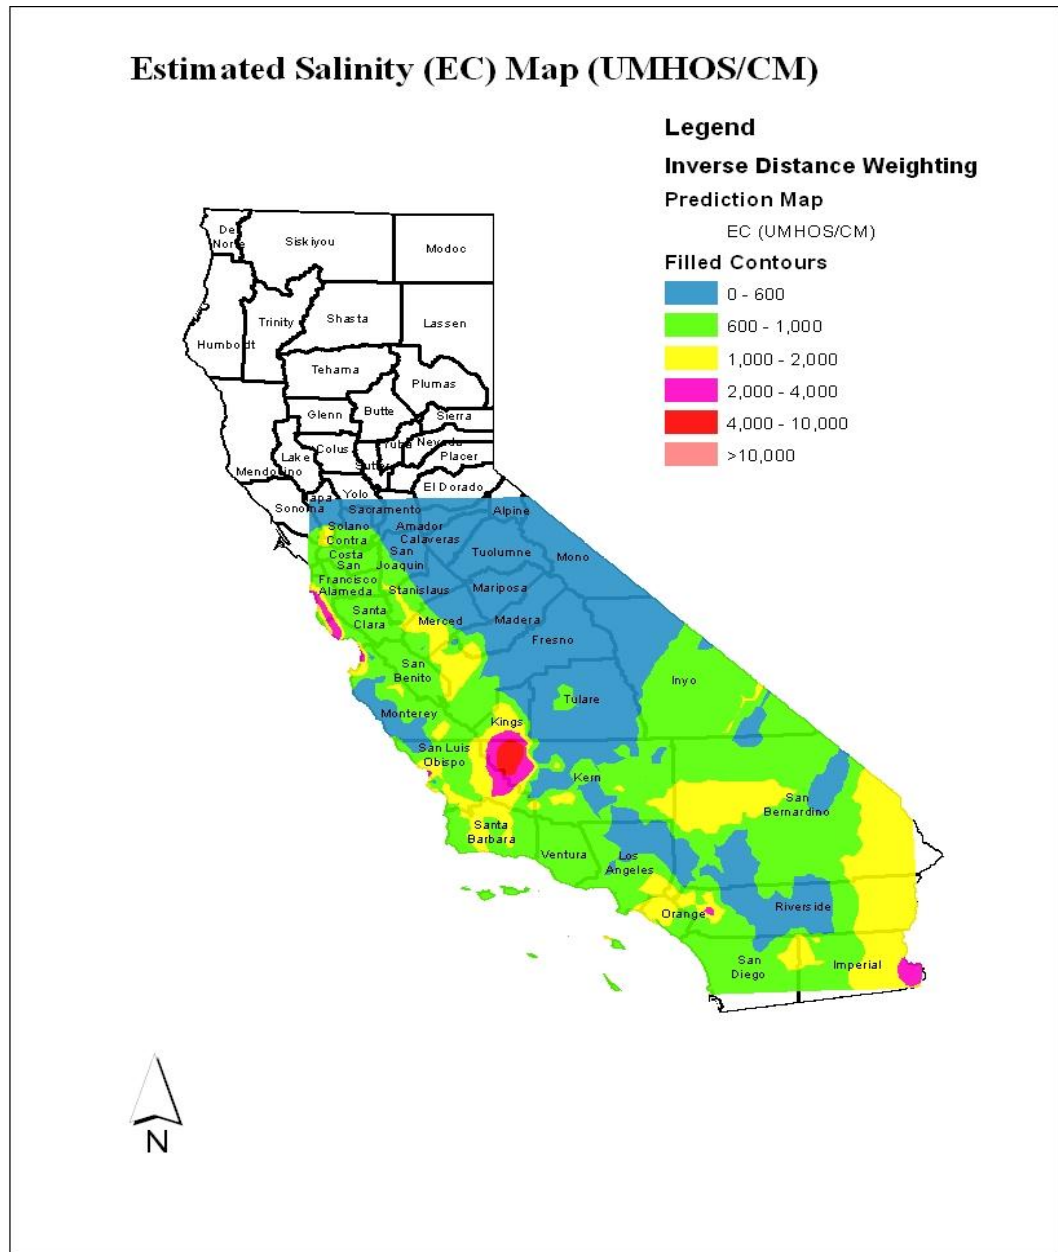 Estimated Salinity (EC) Map (UMHOS/CM)
Legend
Inverse Distance Weighting
Prediction Map
EC (UMHOS/CM)
Filled Contours
0 - 600
600 - 1,000
1,000 - 2,000
2,000 - 4,000
4,000 - 10,000
>10,000
Del
Norte
Siskiyou
Modoc
Humboldt
Trinity
Shasta
Lassen
Tehama
Plumas
Glenn
Butte
Sierra
Lake
Colus
Sutter
Yuba
Nevada
Placer
Mendocino
El Dorado
Sonoma
Napa
Yolo
Sacramento
Alpine
Solano
Amador
Contra
Costa
Calaveras
San
Joaquin
Tuolumne
Mono
San
Francisco
Alameda
Stanislaus
Mariposa
Santa
Clara
Merced
Madera
Fresno
San
Benito
Inyo
Tulare
Monterey
Kings
San Luis
Obispo
Kern
San
Bernardino
Santa
Barbara
Ventura
Los
Angeles
Orange
Riverside
San
Diego
Imperial
N